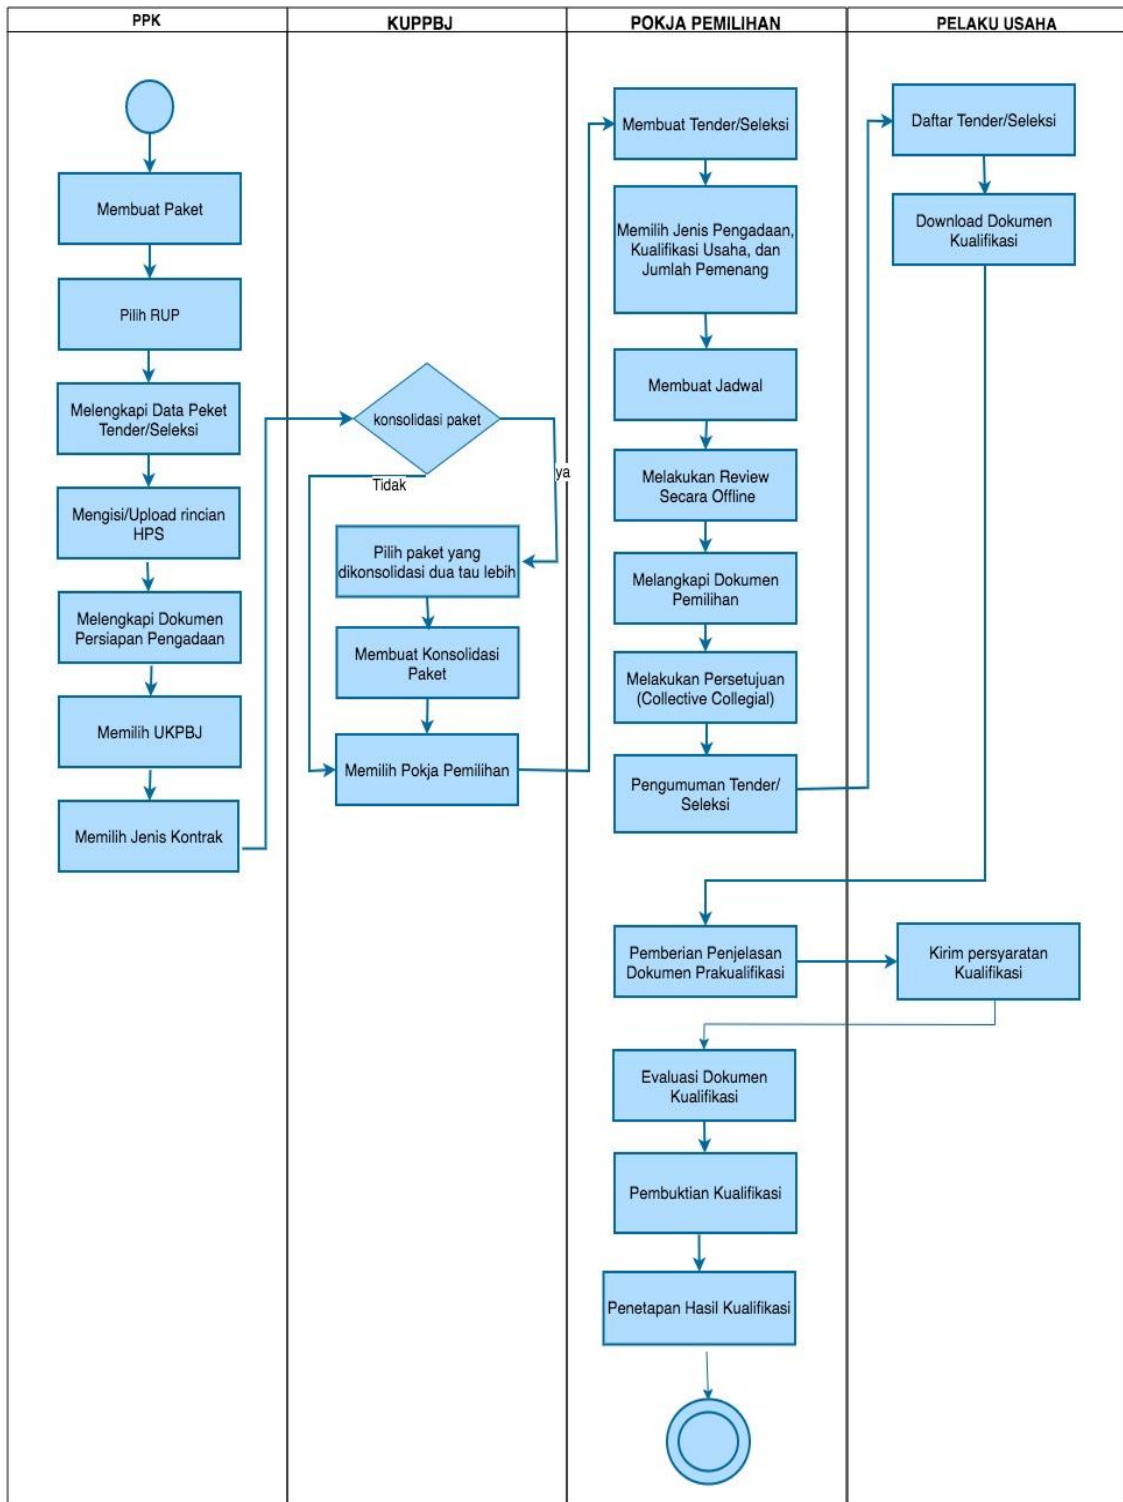 PPK
KUPPBJ
POKJA PEMILIHAN
PELAKU USAHA
Membuat Paket
Pilih RUP
Melengkapi Data Peket
Tender/Seleksi
Mengisi/Upload rincian
HPS
Melengkapi Dokumen
Persiapan Pengadaan
Memilih UKPBJ
Memilih Jenis Kontrak
konsolidasi paket
ya
Tidak
Pilih paket yang
dikonsolidasi dua tau lebih
Membuat Konsolidasi
Paket
Memilih Pokja Pemilihan
Membuat Tender/Seleksi
Memilih Jenis Pengadaan,
Kualifikasi Usaha, dan
Jumlah Pemenang
Membuat Jadwal
Melakukan Review
Secara Offline
Melangkapi Dokumen
Pemilihan
Melakukan Persetujuan
(Collective Collegial)
Pengumuman Tender/
Seleksi
Daftar Tender/Seleksi
Download Dokumen
Kualifikasi
Pemberian Penjelasan
Dokumen Prakualifikasi
Kirim persyaratan
Kualifikasi
Evaluasi Dokumen
Kualifikasi
Pembuktian Kualifikasi
Penetapan Hasil Kualifikasi